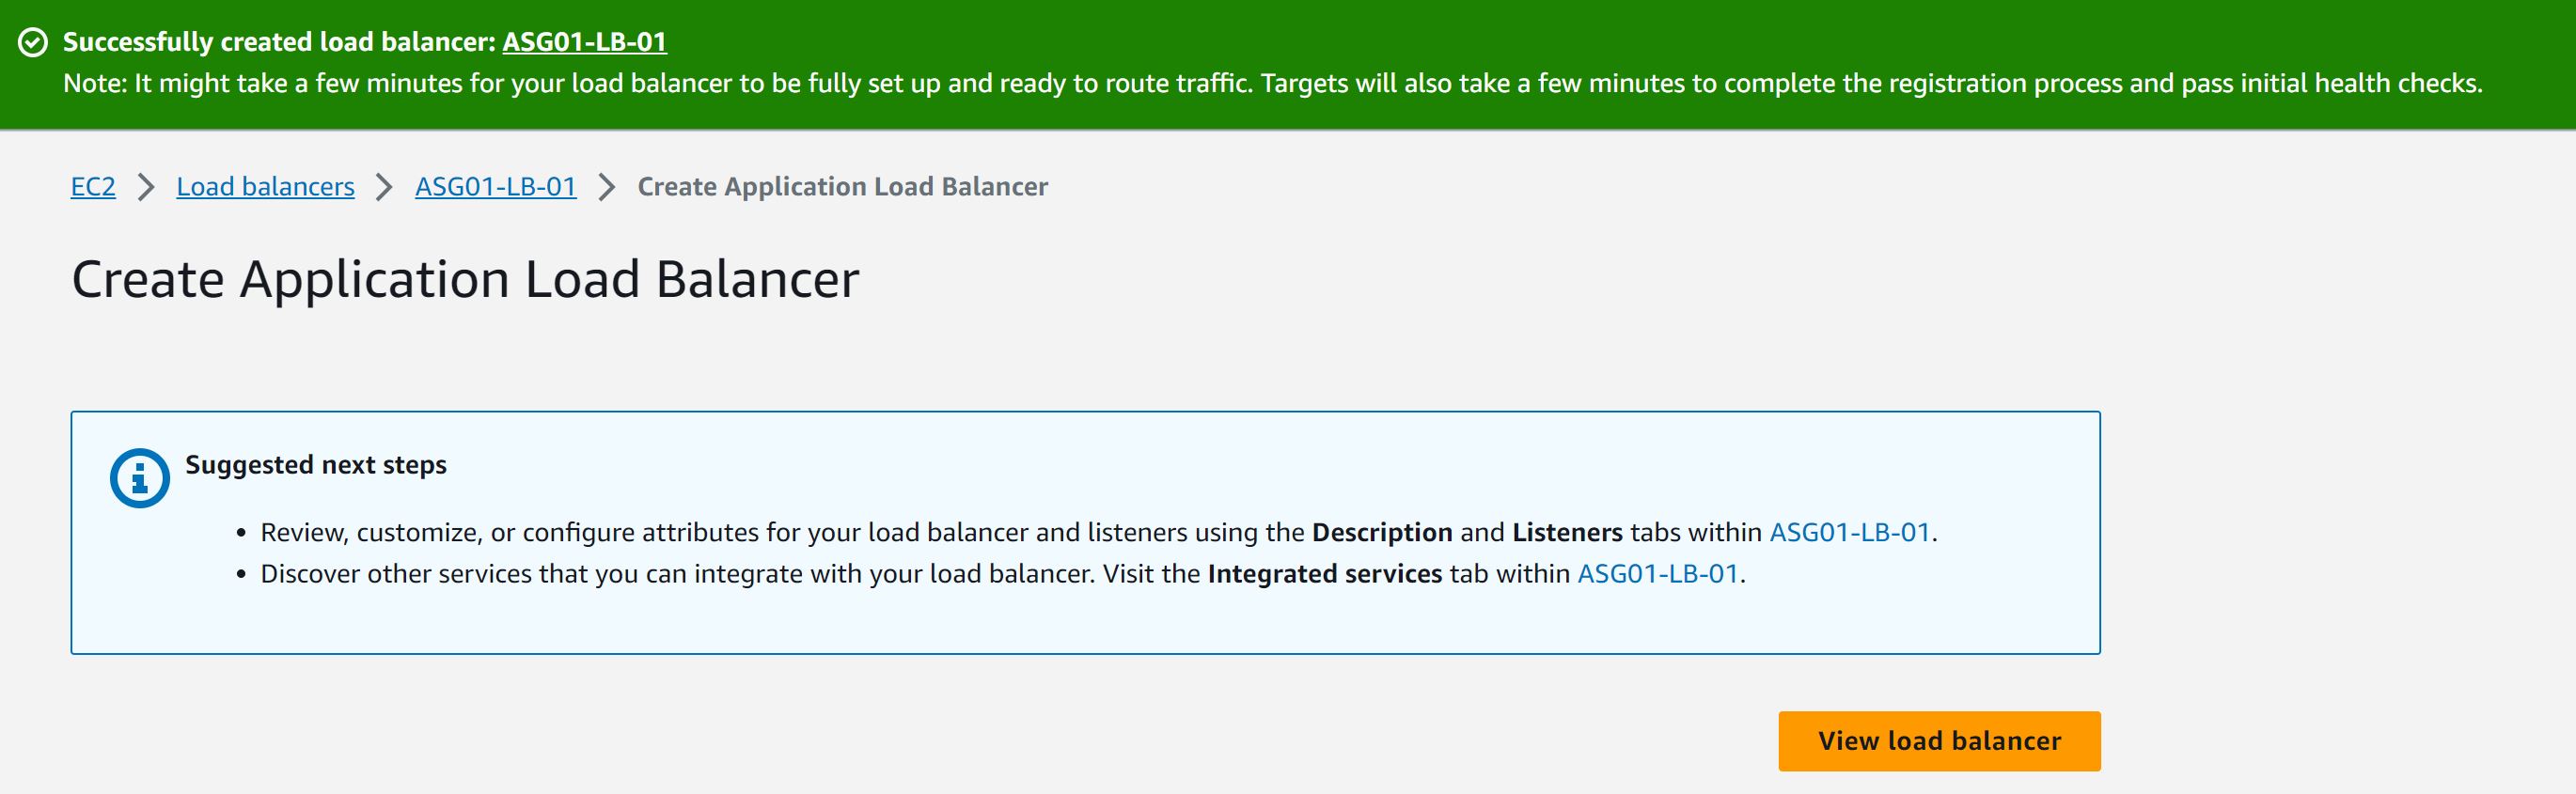 Successfully created load balancer: ASG01-LB-01
Note: It might take a few minutes for your load balancer to be fully set up and ready to route traffic. Targets will also take a few minutes to complete the registration process and pass initial health checks.
EC2 > Load balancers > ASG01-LB-01 > Create Application Load Balancer
Create Application Load Balancer
Suggested next steps
• Review, customize, or configure attributes for your load balancer and listeners using the Description and Listeners tabs within ASG01-LB-01.
• Discover other services that you can integrate with your load balancer. Visit the Integrated services tab within ASG01-LB-01.
View load balancer